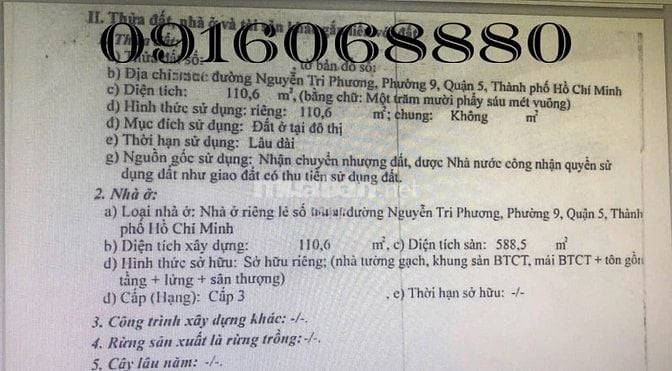 II. Thửa đất, nhà ở và tài sản khác gắn liền với đất
0916068880
Thửa đất số: tờ bản đồ số:
b) Địa chỉ: đường Nguyễn Tri Phương, Phường 9, Quận 5, Thành phố Hồ Chí Minh
c) Diện tích: 110,6 m², (bằng chữ: Một trăm mười phẩy sáu mét vuông)
d) Hình thức sử dụng: riêng: 110,6 m²; chung: Không m²
đ) Mục đích sử dụng: Đất ở tại đô thị
e) Thời hạn sử dụng: Lâu dài
g) Nguồn gốc sử dụng: Nhận chuyển nhượng đất, được Nhà nước công nhận quyền sử
dụng đất như giao đất có thu tiền sử dụng đất.
2. Nhà ở:
a) Loại nhà ở: Nhà ở riêng lẻ số đường Nguyễn Tri Phương, Phường 9, Quận 5, Thành
phố Hồ Chí Minh
b) Diện tích xây dựng: 110,6 m², c) Diện tích sàn: 588,5 m²
d) Hình thức sở hữu: Sở hữu riêng; (nhà tường gạch, khung sàn BTCT, mái BTCT + tôn gồm
tầng + lửng + sân thượng)
đ) Cấp (Hạng): Cấp 3 , e) Thời hạn sở hữu: -/-
3. Công trình xây dựng khác: -/-.
4. Rừng sản xuất là rừng trồng: -/-.
5. Cây lâu năm: -/-.